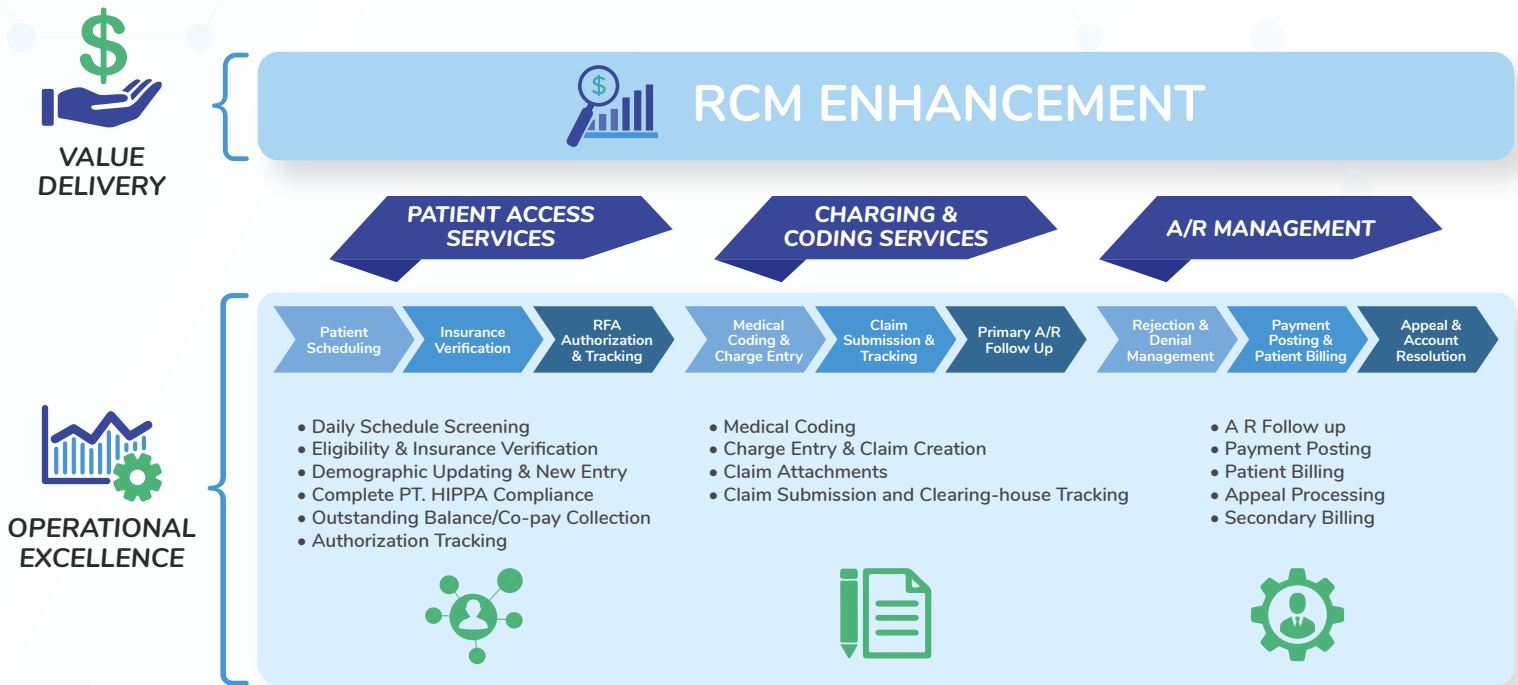 $
$
RCM ENHANCEMENT
VALUE
DELIVERY
PATIENT ACCESS
SERVICES
CHARGING &
CODING SERVICES
A/R MANAGEMENT
Patient
Scheduling
Insurance
Verification
RFA
Authorization
& Tracking
Medical
Coding &
Charge Entry
Claim
Submission &
Tracking
Primary A/R
Follow Up
Rejection &
Denial
Management
Payment
Posting &
Patient Billing
Appeal &
Account
Resolution
OPERATIONAL
EXCELLENCE
• Daily Schedule Screening
• Eligibility & Insurance Verification
• Demographic Updating & New Entry
• Complete PT. HIPPA Compliance
• Outstanding Balance/Co-pay Collection
• Authorization Tracking
• Medical Coding
• Charge Entry & Claim Creation
• Claim Attachments
• Claim Submission and Clearing-house Tracking
• A R Follow up
• Payment Posting
• Patient Billing
• Appeal Processing
• Secondary Billing